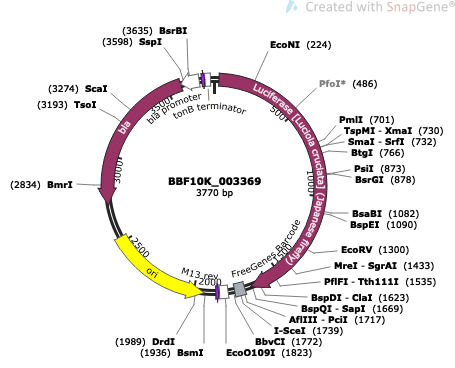 Created with SnapGene®
(3635) BsrBI
(3598) SspI
EcoNI (224)
PfoI* (486)
(3274) ScaI
(3193) TsoI
PmlI (701)
TspMI - XmaI (730)
SmaI - SrfI (732)
BtgI (766)
PsiI (873)
BsrGI (878)
(2834) BmrI
BsaBI (1082)
BspEI (1090)
EcoRV (1300)
MreI - SgrAI (1433)
PflFI - Tth111I (1535)
BspDI - ClaI (1623)
BspQI - SapI (1669)
AflIII - PciI (1717)
I-SceI (1739)
BbvCI (1772)
EcoO109I (1823)
(1989) DrdI
(1936) BsmI
BBF10K_003369
3770 bp
bla promoter
tonB terminator
Luciferase [Luciola cruciata] (Japanese firefly)
bla
ori
M13 rev
FreeGenes Barcode
500
1000
1500
2000
2500
3000
3500